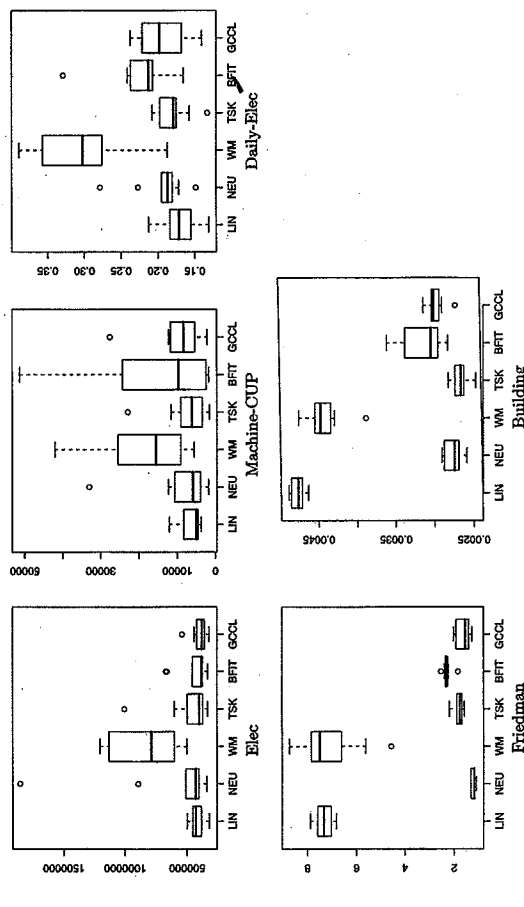 1500000
1000000
500000
LIN NEU WM TSK BFIT GCCL
Elec
50000
30000
10000
0
LIN NEU WM TSK BFIT GCCL
Machine-CUP
0.35
0.30
0.25
0.20
0.15
LIN NEU WM TSK BFIT GCCL
Daily-Elec
8
6
4
2
LIN NEU WM TSK BFIT GCCL
Friedman
0.0045
0.0035
0.0025
LIN NEU WM TSK BFIT GCCL
Building